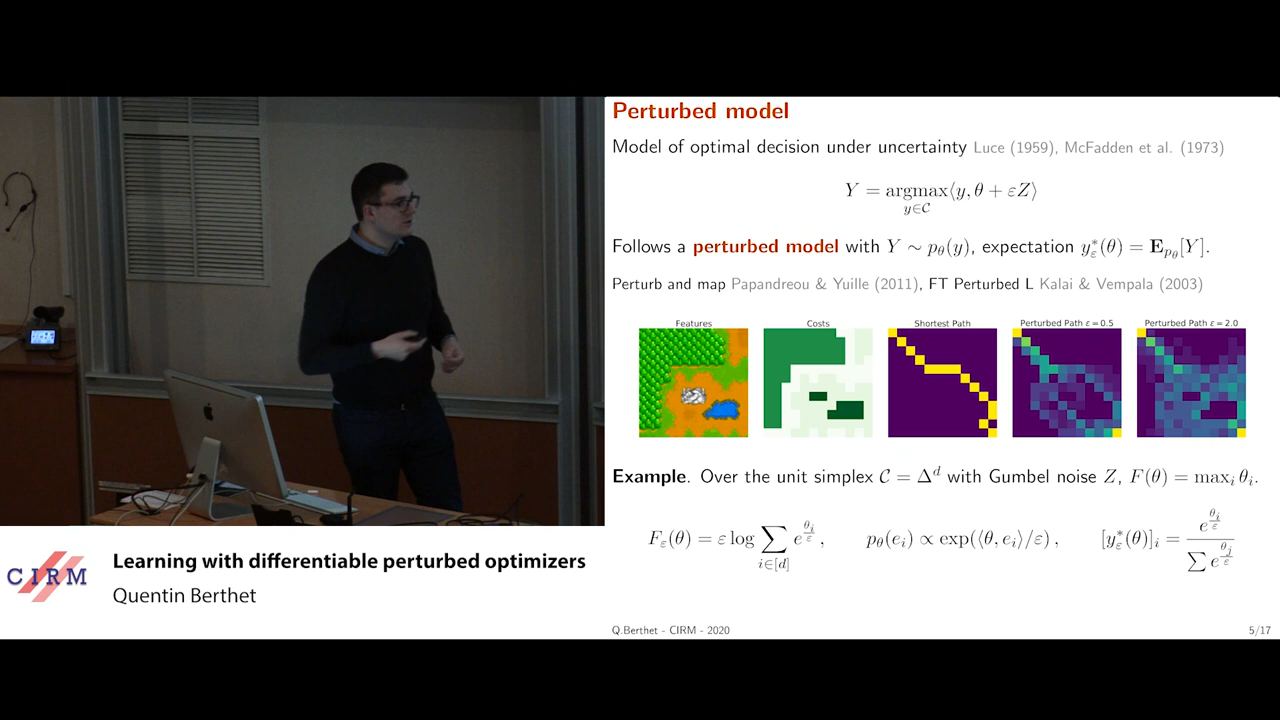 Perturbed model
Model of optimal decision under uncertainty Luce (1959), McFadden et al. (1973)
Y = argmax⟨y, θ + εZ⟩
y∈𝒞
Follows a perturbed model with Y ∼ p_θ(y), expectation y*_ε(θ) = E_{p_θ}[Y].
Perturb and map Papandreou & Yuille (2011), FT Perturbed L Kalai & Vempala (2003)
Features Costs Shortest Path Perturbed Path ε = 0.5 Perturbed Path ε = 2.0
Example. Over the unit simplex 𝒞 = Δ^d with Gumbel noise Z, F(θ) = max_i θ_i.
F_ε(θ) = ε log ∑_{i∈[d]} e^{θ_i/ε} , p_θ(e_i) ∝ exp(⟨θ, e_i⟩/ε) , [y*_ε(θ)]_i = e^{θ_i/ε} / ∑ e^{θ_j/ε}
CIRM
Learning with differentiable perturbed optimizers
Quentin Berthet
Q.Berthet - CIRM - 2020 5/17